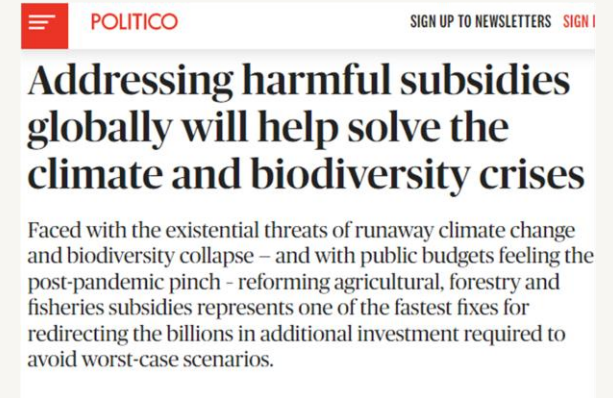 POLITICO
SIGN UP TO NEWSLETTERS SIGN
Addressing harmful subsidies
globally will help solve the
climate and biodiversity crises
Faced with the existential threats of runaway climate change
and biodiversity collapse – and with public budgets feeling the
post-pandemic pinch - reforming agricultural, forestry and
fisheries subsidies represents one of the fastest fixes for
redirecting the billions in additional investment required to
avoid worst-case scenarios.